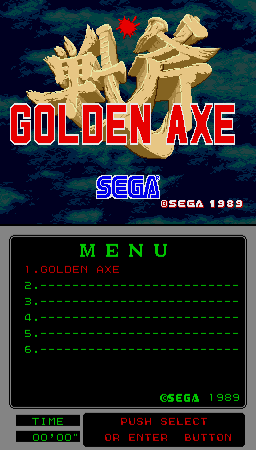 戦斧
GOLDEN AXE
SEGA
©SEGA 1989
MENU
1.GOLDEN AXE
2.--------------------------
3.--------------------------
4.--------------------------
5.--------------------------
6.--------------------------
©SEGA 1989
TIME
PUSH SELECT
00'00"
OR ENTER BUTTON